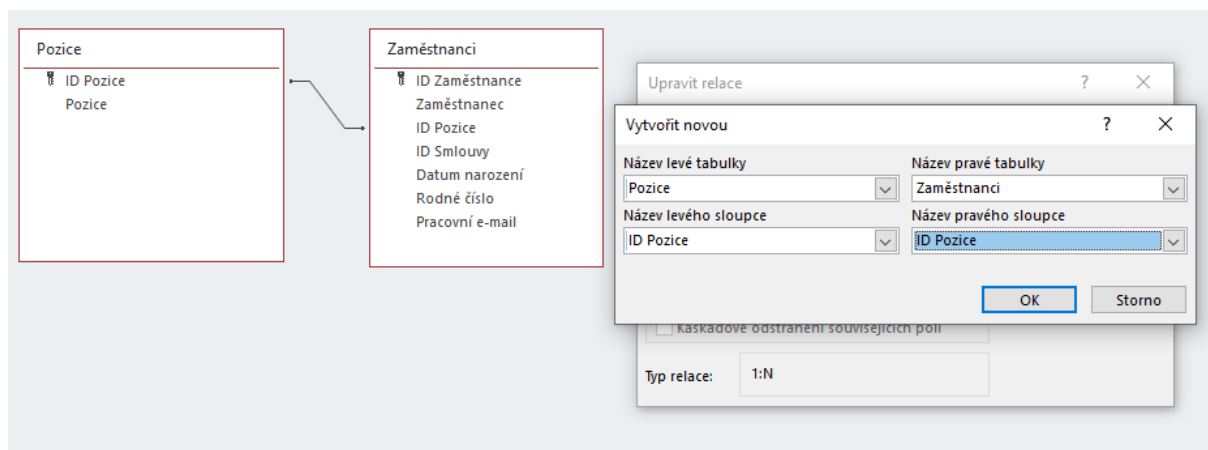 Pozice
ID Pozice
Pozice
Zaměstnanci
ID Zaměstnance
Zaměstnanec
ID Pozice
ID Smlouvy
Datum narození
Rodné číslo
Pracovní e-mail
Upravit relace ? ×
Vytvořit novou ? ×
Název levé tabulky Název pravé tabulky
Pozice Zaměstnanci
Název levého sloupce Název pravého sloupce
ID Pozice ID Pozice
OK Storno
Kaskádové odstranění souvisejících polí
Typ relace: 1:N